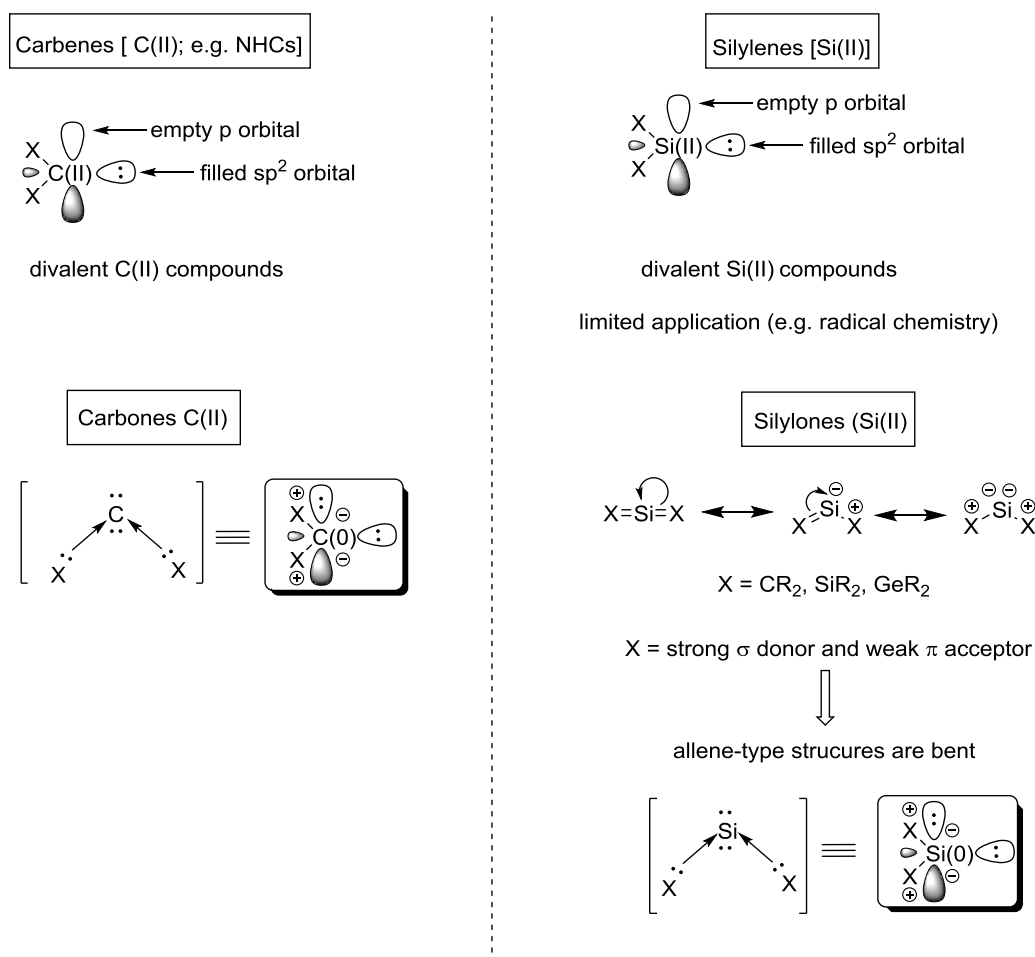 Carbenes [ C(II); e.g. NHCs]
X
C(II)
X
empty p orbital
filled sp2 orbital
divalent C(II) compounds
Carbones C(II)
C
X
X
X
C(0)
X
Silylenes [Si(II)]
X
Si(II)
X
empty p orbital
filled sp2 orbital
divalent Si(II) compounds
limited application (e.g. radical chemistry)
Silylones (Si(II)
X=Si=X
Si
X
X
Si
X
X
X = CR2, SiR2, GeR2
X = strong σ donor and weak π acceptor
allene-type strucures are bent
Si
X
X
X
Si(0)
X